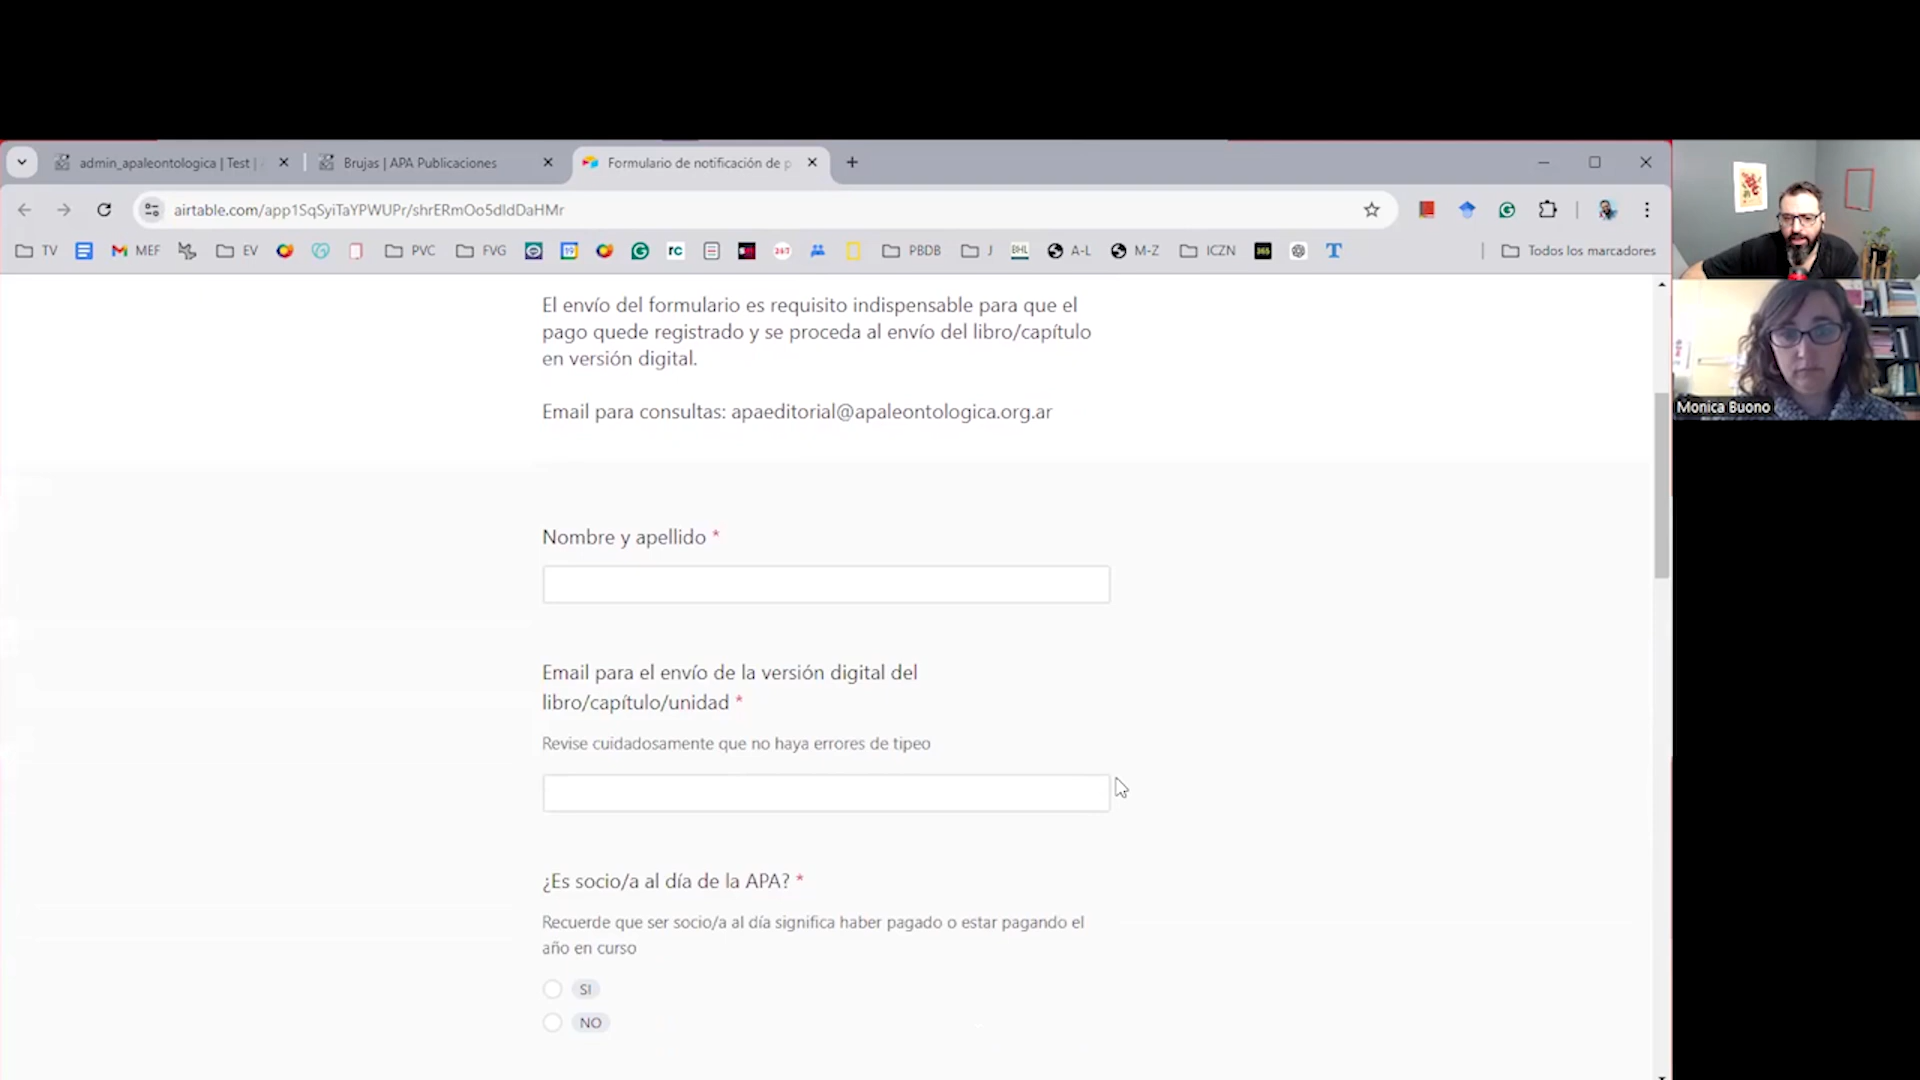 admin_apaleontologica | Test |
Brujas | APA Publicaciones
Formulario de notificación de p
airtable.com/app1SqSyiTaYPWUPr/shrERmOo5dIdDaHMr
TV
MEF
EV
PVC
FVG
19
rc
PBDB
J
BHL
A-L
M-Z
ICZN
365
T
Todos los marcadores
El envío del formulario es requisito indispensable para que el
pago quede registrado y se proceda al envío del libro/capítulo
en versión digital.
Email para consultas: apaeditorial@apaleontologica.org.ar
Nombre y apellido *
Email para el envío de la versión digital del
libro/capítulo/unidad *
Revise cuidadosamente que no haya errores de tipeo
¿Es socio/a al día de la APA? *
Recuerde que ser socio/a al día significa haber pagado o estar pagando el
año en curso
SI
NO
Monica Buono